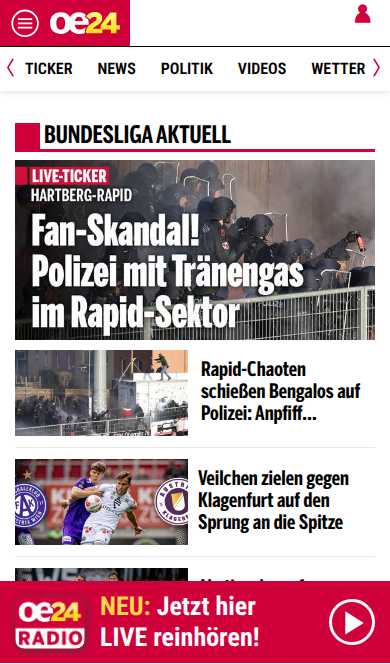 oe24
TICKER NEWS POLITIK VIDEOS WETTER
BUNDESLIGA AKTUELL
LIVE-TICKER
HARTBERG-RAPID
Fan-Skandal!
Polizei mit Tränengas
im Rapid-Sektor
Rapid-Chaoten
schießen Bengalos auf
Polizei: Anpfiff...
Veilchen zielen gegen
Klagenfurt auf den
Sprung an die Spitze
oe24
RADIO
NEU: Jetzt hier
LIVE reinhören!